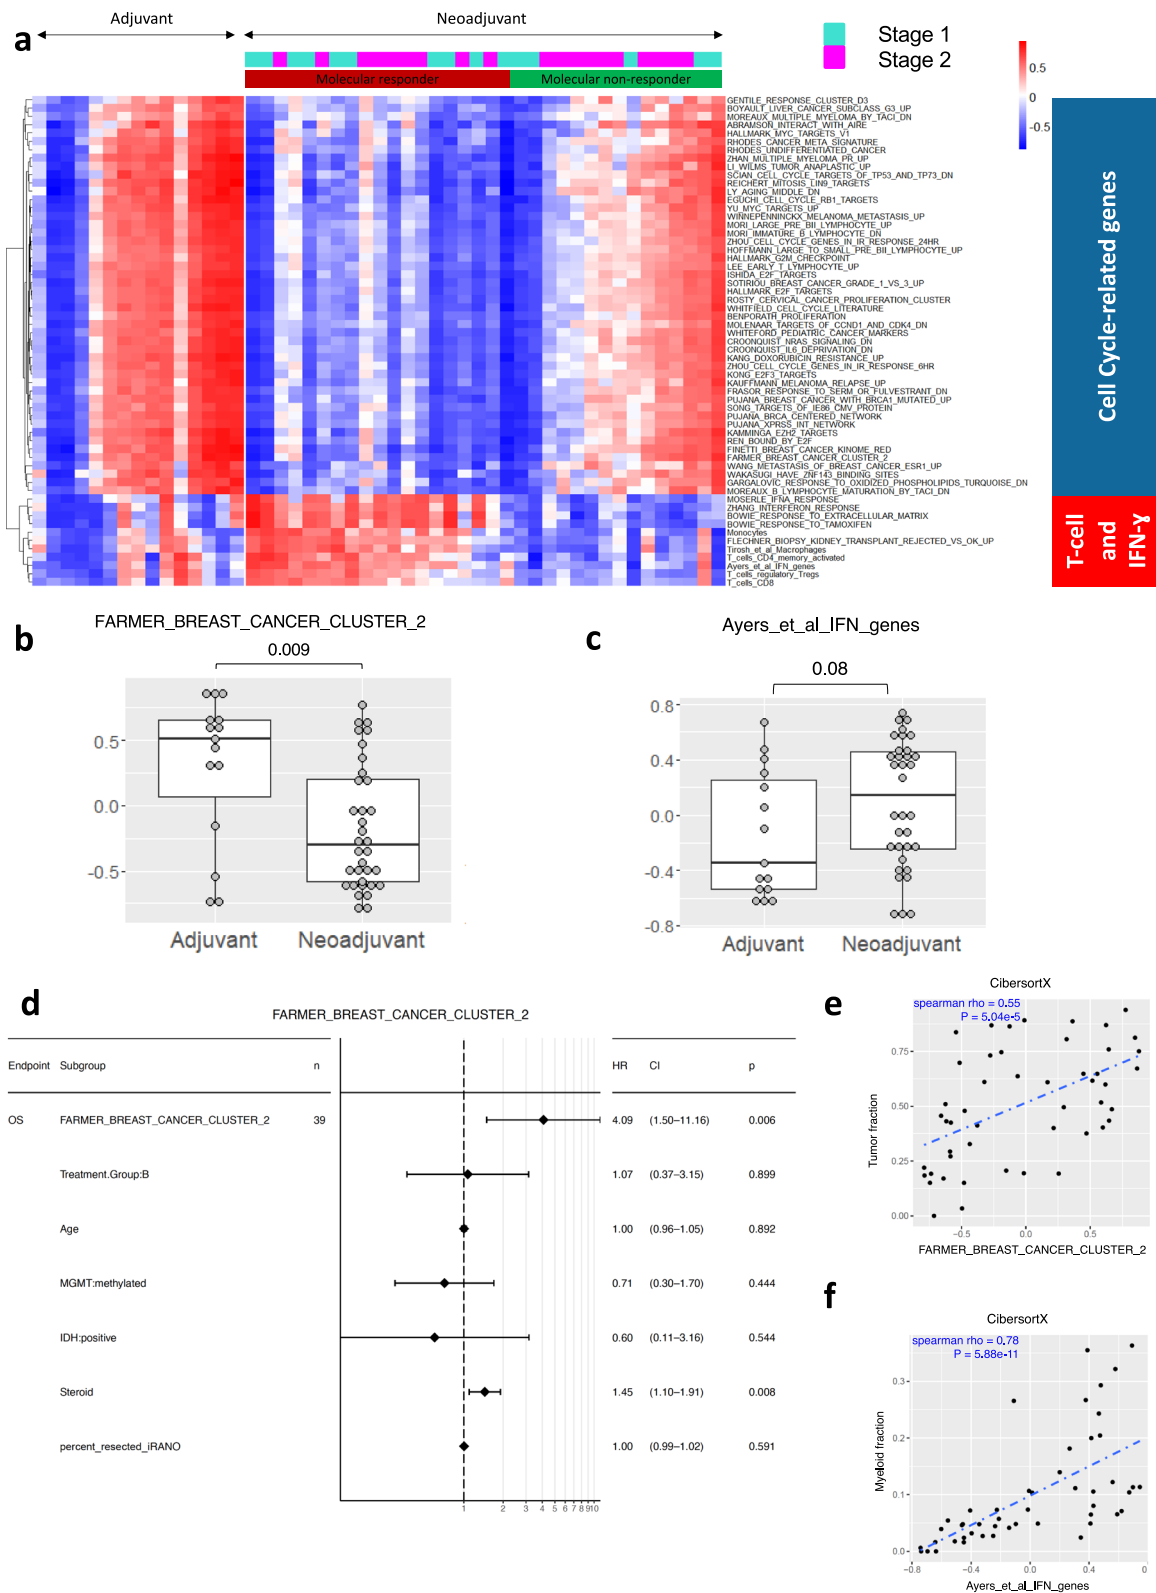 a
Adjuvant
Neoadjuvant
Stage 1
Stage 2
Molecular responder
Molecular non-responder
0.5
0
-0.5
GENTILE_RESPONSE_CLUSTER_D3
BOYAULT_LIVER_CANCER_SUBCLASS_G3_UP
MOREAUX_MULTIPLE_MYELOMA_BY_TACI_DN
ABRAMSON_INTERACT_WITH_AIRE
HALLMARK_MYC_TARGETS_V1
RHODES_CANCER_META_SIGNATURE
RHODES_UNDIFFERENTIATED_CANCER
ZHAN_MULTIPLE_MYELOMA_PR_UP
LI_WILMS_TUMOR_ANAPLASTIC_UP
SCIAN_CELL_CYCLE_TARGETS_OF_TP53_AND_TP73_DN
REICHERT_MITOSIS_LIN9_TARGETS
LY_AGING_MIDDLE_DN
EGUCHI_CELL_CYCLE_RB1_TARGETS
YU_MYC_TARGETS_UP
WINNEPENNINCKX_MELANOMA_METASTASIS_UP
MORI_LARGE_PRE_BII_LYMPHOCYTE_UP
MORI_IMMATURE_B_LYMPHOCYTE_DN
ZHOU_CELL_CYCLE_GENES_IN_IR_RESPONSE_24HR
HOFFMANN_LARGE_TO_SMALL_PRE_BII_LYMPHOCYTE_UP
HALLMARK_G2M_CHECKPOINT
LEE_EARLY_T_LYMPHOCYTE_UP
ISHIDA_E2F_TARGETS
SOTIRIOU_BREAST_CANCER_GRADE_1_VS_3_UP
HALLMARK_E2F_TARGETS
ROSTY_CERVICAL_CANCER_PROLIFERATION_CLUSTER
WHITFIELD_CELL_CYCLE_LITERATURE
BENPORATH_PROLIFERATION
MOLENAAR_TARGETS_OF_CCND1_AND_CDK4_DN
WHITEFORD_PEDIATRIC_CANCER_MARKERS
CROONQUIST_NRAS_SIGNALING_DN
CROONQUIST_IL6_DEPRIVATION_DN
KANG_DOXORUBICIN_RESISTANCE_UP
ZHOU_CELL_CYCLE_GENES_IN_IR_RESPONSE_6HR
KONG_E2F3_TARGETS
KAUFFMANN_MELANOMA_RELAPSE_UP
FRASOR_RESPONSE_TO_SERM_OR_FULVESTRANT_DN
PUJANA_BREAST_CANCER_WITH_BRCA1_MUTATED_UP
SONG_TARGETS_OF_IE86_CMV_PROTEIN
PUJANA_BRCA_CENTERED_NETWORK
PUJANA_XPRSS_INT_NETWORK
KAMMINGA_EZH2_TARGETS
REN_BOUND_BY_E2F
FINETTI_BREAST_CANCER_KINOME_RED
FARMER_BREAST_CANCER_CLUSTER_2
WANG_METASTASIS_OF_BREAST_CANCER_ESR1_UP
WAKASUGI_HAVE_ZNF143_BINDING_SITES
GARGALOVIC_RESPONSE_TO_OXIDIZED_PHOSPHOLIPIDS_TURQUOISE_DN
MOREAUX_B_LYMPHOCYTE_MATURATION_BY_TACI_DN
MOSERLE_IFNA_RESPONSE
ZHANG_INTERFERON_RESPONSE
BOWIE_RESPONSE_TO_EXTRACELLULAR_MATRIX
BOWIE_RESPONSE_TO_TAMOXIFEN
Monocytes
FLECHNER_BIOPSY_KIDNEY_TRANSPLANT_REJECTED_VS_OK_UP
Tirosh_et_al_Macrophages
T_cells_CD4_memory_activated
Ayers_et_al_IFN_genes
T_cells_regulatory_Tregs
T_cells_CD8
Cell Cycle-related genes
T-cell
and
IFN-ɣ
b
FARMER_BREAST_CANCER_CLUSTER_2
0.009
0.5
0.0
-0.5
Adjuvant
Neoadjuvant
c
Ayers_et_al_IFN_genes
0.08
0.8
0.4
0.0
-0.4
-0.8
Adjuvant
Neoadjuvant
d
FARMER_BREAST_CANCER_CLUSTER_2
Endpoint Subgroup n HR CI p
OS FARMER_BREAST_CANCER_CLUSTER_2 39 4.09 (1.50–11.16) 0.006
Treatment.Group:B 1.07 (0.37–3.15) 0.899
Age 1.00 (0.96–1.05) 0.892
MGMT:methylated 0.71 (0.30–1.70) 0.444
IDH:positive 0.60 (0.11–3.16) 0.544
Steroid 1.45 (1.10–1.91) 0.008
percent_resected_iRANO 1.00 (0.99–1.02) 0.591
1 2 3 4 5 6 7 8 9 10
e
CibersortX
spearman rho = 0.55
P = 5.04e-5
Tumor fraction
0.75
0.50
0.25
0.00
−0.5 0.0 0.5
FARMER_BREAST_CANCER_CLUSTER_2
f
CibersortX
spearman rho = 0.78
P = 5.88e-11
Myeloid fraction
0.3
0.2
0.1
0.0
−0.8 −0.4 0.0 0.4 0.8
Ayers_et_al_IFN_genes